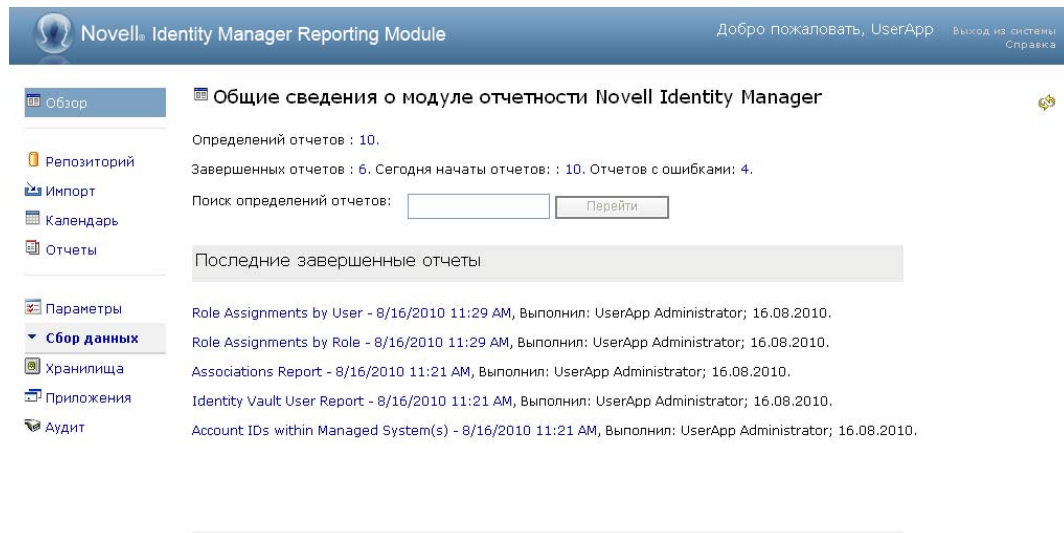 Novell® Identity Manager Reporting Module
Добро пожаловать, UserApp
Выход из системы
Справка
Обзор
Репозиторий
Импорт
Календарь
Отчеты
Параметры
Сбор данных
Хранилища
Приложения
Аудит
Общие сведения о модуле отчетности Novell Identity Manager
Определений отчетов : 10.
Завершенных отчетов : 6. Сегодня начаты отчетов: : 10. Отчетов с ошибками: 4.
Поиск определений отчетов:
Перейти
Последние завершенные отчеты
Role Assignments by User - 8/16/2010 11:29 AM, Выполнил: UserApp Administrator; 16.08.2010.
Role Assignments by Role - 8/16/2010 11:29 AM, Выполнил: UserApp Administrator; 16.08.2010.
Associations Report - 8/16/2010 11:21 AM, Выполнил: UserApp Administrator; 16.08.2010.
Identity Vault User Report - 8/16/2010 11:21 AM, Выполнил: UserApp Administrator; 16.08.2010.
Account IDs within Managed System(s) - 8/16/2010 11:21 AM, Выполнил: UserApp Administrator; 16.08.2010.